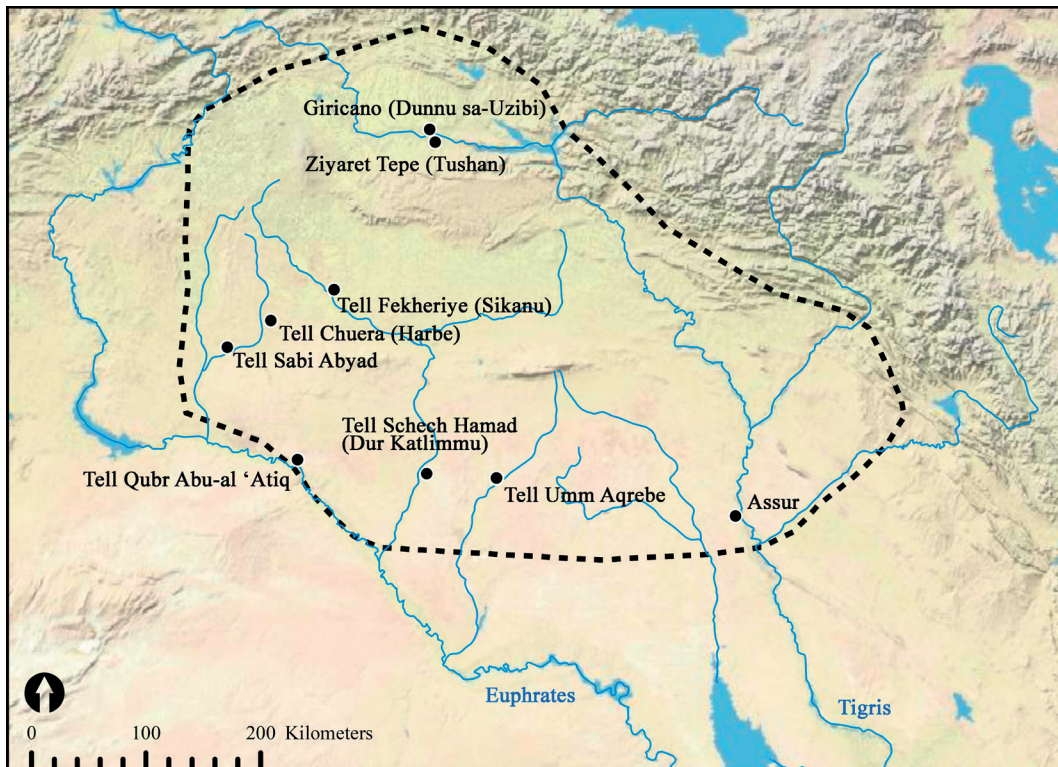 Giricano (Dunnu sa-Uzibi)
Ziyaret Tepe (Tushan)
Tell Fekheriye (Sikanu)
Tell Chuera (Harbe)
Tell Sabi Abyad
Tell Schech Hamad
(Dur Katlimmu)
Tell Qubr Abu-al ‘Atiq
Tell Umm Aqrebe
Assur
Euphrates
Tigris
0 100 200 Kilometers